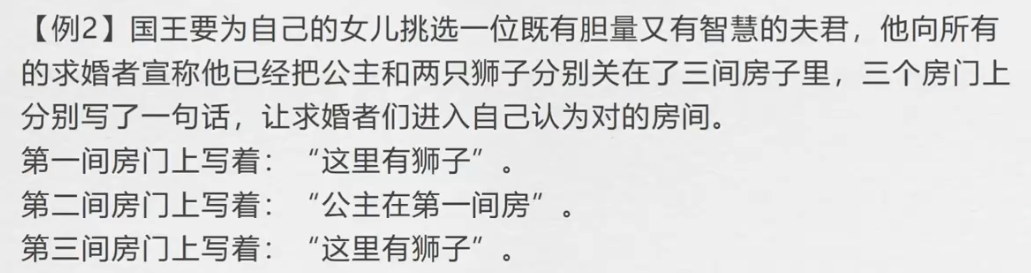 【例2】国王要为自己的女儿挑选一位既有胆量又有智慧的夫君，他向所有
的求婚者宣称他已经把公主和两只狮子分别关在了三间房子里，三个房门上
分别写了一句话，让求婚者们进入自己认为对的房间。
第一间房门上写着：“这里有狮子”。
第二间房门上写着：“公主在第一间房”。
第三间房门上写着：“这里有狮子”。